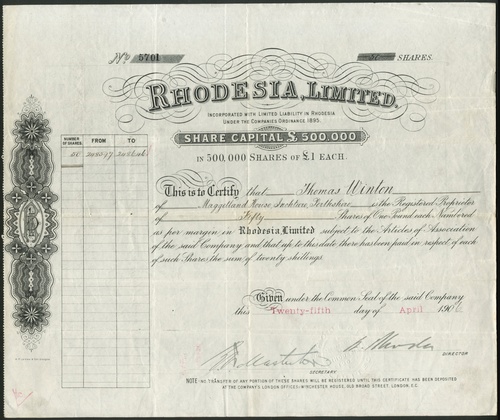 No 5701 50 SHARES.
RHODESIA, LIMITED.
INCORPORATED WITH LIMITED LIABILITY IN RHODESIA
UNDER THE COMPANIES ORDINANCE 1895.
SHARE CAPITAL £500,000
IN 500,000 SHARES OF £1 EACH.
NUMBER OF SHARES. FROM TO
50
This is to Certify that Thomas Winton
of House Perthshire is the Registered Proprietor
of Fifty Shares of One Pound each Numbered
as per margin in Rhodesia, Limited subject to the Articles of Association
of the said Company and that up to this date there has been paid in respect of each
of such Shares the sum of twenty shillings.
Given under the Common Seal of the said Company
this Twenty-fifth day of April 1906
DIRECTOR
SECRETARY
NOTE:-NO TRANSFER OF ANY PORTION OF THESE SHARES WILL BE REGISTERED UNTIL THIS CERTIFICATE HAS BEEN DEPOSITED
AT THE COMPANY'S LONDON OFFICES:-WINCHESTER HOUSE, OLD BROAD STREET, LONDON, E.C.